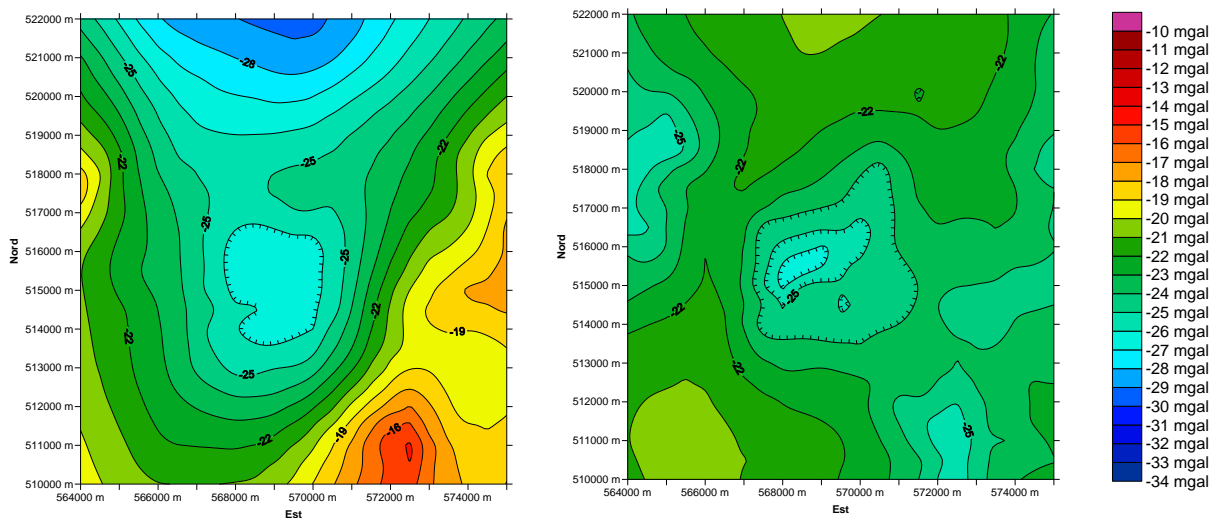 522000 m
521000 m
520000 m
519000 m
518000 m
517000 m
516000 m
515000 m
514000 m
513000 m
512000 m
511000 m
510000 m
564000 m 566000 m 568000 m 570000 m 572000 m 574000 m
Nord
Est
-28
-25
-22
-22
-25
-25
-25
-22
-22
-19
-25
-22
-19
-16
522000 m
521000 m
520000 m
519000 m
518000 m
517000 m
516000 m
515000 m
514000 m
513000 m
512000 m
511000 m
510000 m
564000 m 566000 m 568000 m 570000 m 572000 m 574000 m
Nord
Est
-22
-22
-25
-22
-25
-22
-22
-25
-10 mgal
-11 mgal
-12 mgal
-13 mgal
-14 mgal
-15 mgal
-16 mgal
-17 mgal
-18 mgal
-19 mgal
-20 mgal
-21 mgal
-22 mgal
-23 mgal
-24 mgal
-25 mgal
-26 mgal
-27 mgal
-28 mgal
-29 mgal
-30 mgal
-31 mgal
-32 mgal
-33 mgal
-34 mgal